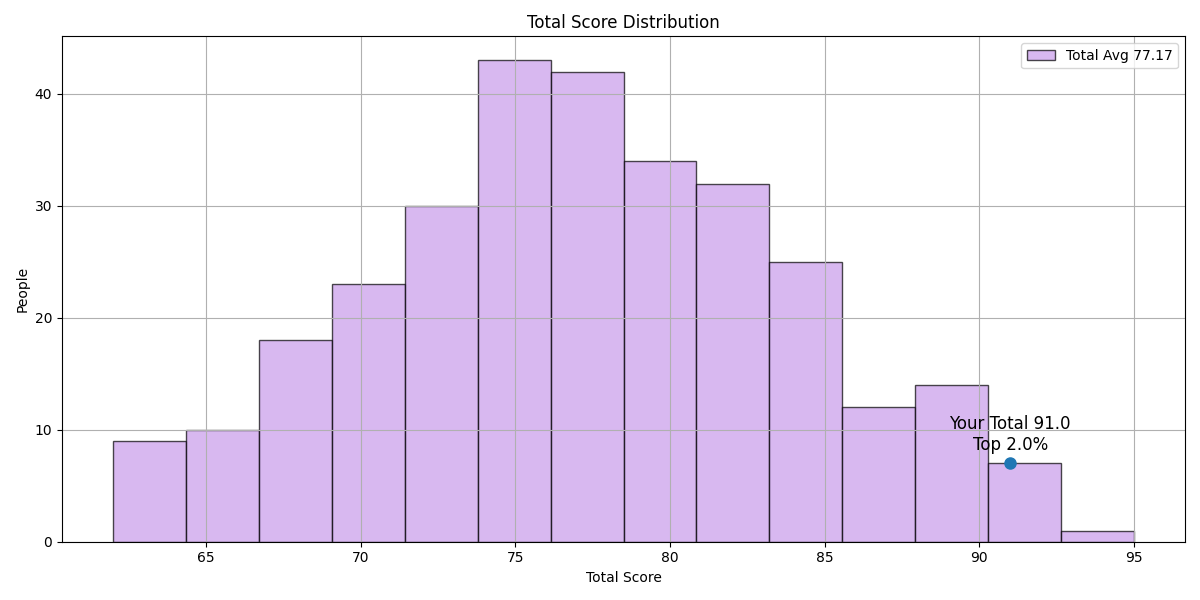 Total Score Distribution
Total Avg 77.17
People
40
30
20
10
0
Your Total 91.0
Top 2.0%
65 70 75 80 85 90 95
Total Score